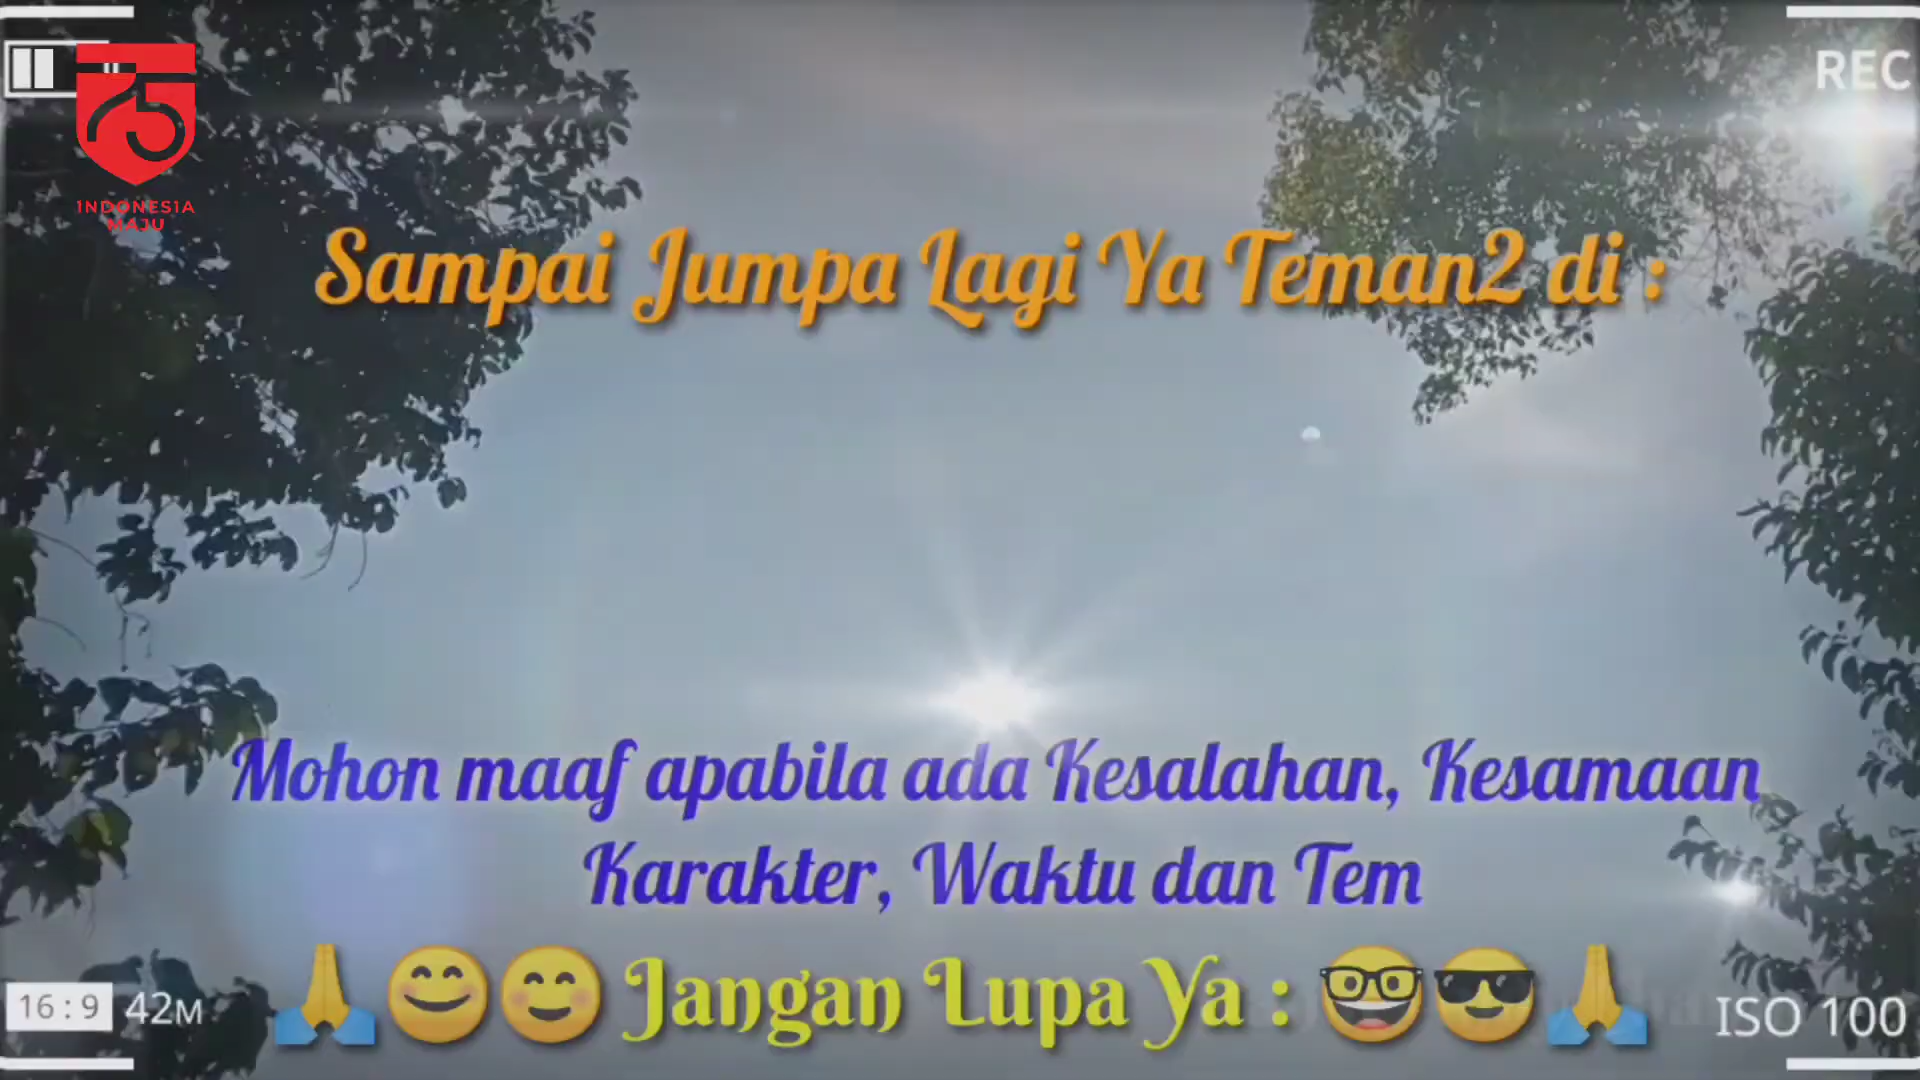 REC
75
INDONESIA
MAJU
Sampai Jumpa Lagi Ya Teman2 di :
Mohon maaf apabila ada Kesalahan, Kesamaan
Karakter, Waktu dan Tem
🙏😊😊 Jangan Lupa Ya : 🤓😎🙏
16:9 42M
ISO 100